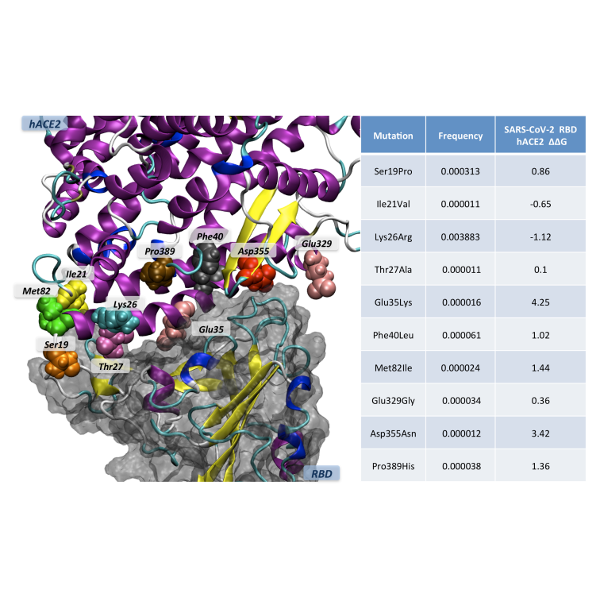 hACE2
Phe40
Pro389
Asp355
Glu329
Ile21
Met82
Lys26
Glu35
Ser19
Thr27
RBD
Mutation Frequency SARS-CoV-2 RBD
hACE2 ΔΔG
Ser19Pro 0.000313 0.86
Ile21Val 0.000011 -0.65
Lys26Arg 0.003883 -1.12
Thr27Ala 0.000011 0.1
Glu35Lys 0.000016 4.25
Phe40Leu 0.000061 1.02
Met82Ile 0.000024 1.44
Glu329Gly 0.000034 0.36
Asp355Asn 0.000012 3.42
Pro389His 0.000038 1.36